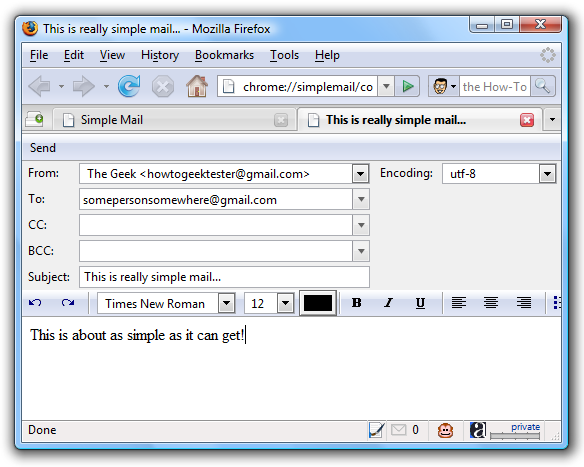 This is really simple mail... - Mozilla Firefox
File Edit View History Bookmarks Tools Help
chrome://simplemail/co the How-To
Simple Mail This is really simple mail...
Send
From: The Geek <howtogeektester@gmail.com> Encoding: utf-8
To: somepersonsomewhere@gmail.com
CC:
BCC:
Subject: This is really simple mail...
Times New Roman 12 B I U
This is about as simple as it can get!
Done 0 A private